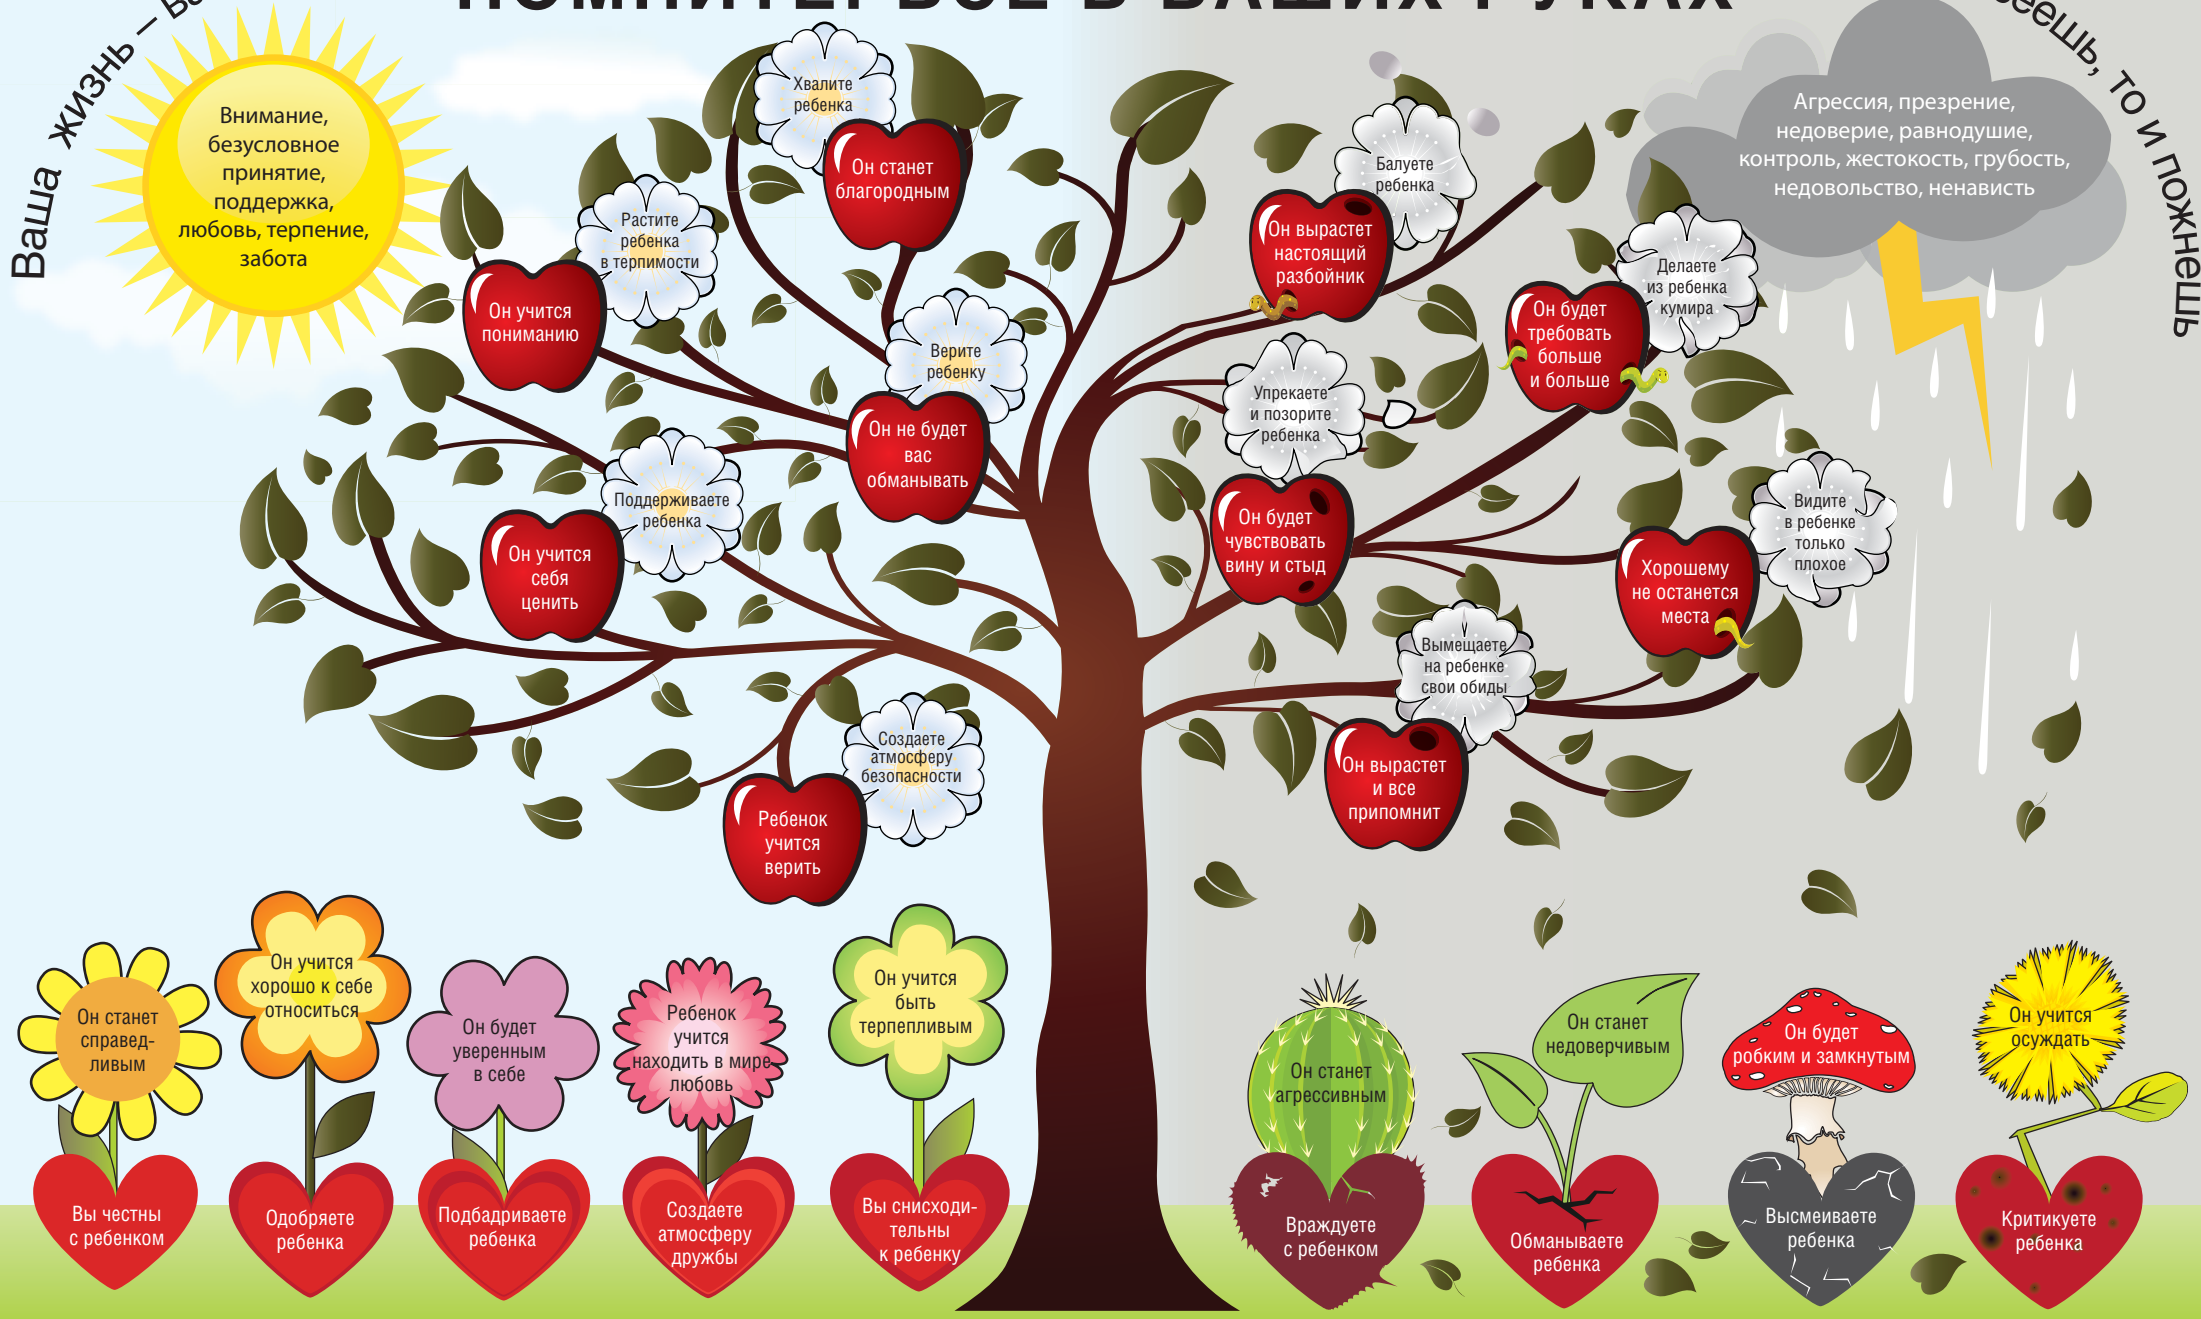 ПОМНИТЕ! ВСЕ В ВАШИХ РУКАХ
Ваша жизнь –
то и пожнешь
Внимание,
безусловное
принятие,
поддержка,
любовь, терпение,
забота
Агрессия, презрение,
недоверие, равнодушие,
контроль, жестокость, грубость,
недовольство, ненависть
Хвалите
ребенка
Он станет
благородным
Растите
ребенка
в терпимости
Он учится
пониманию
Верите
ребенку
Он не будет
вас
обманывать
Поддерживаете
ребенка
Он учится
себя
ценить
Создаете
атмосферу
безопасности
Ребенок
учится
верить
Балуете
ребенка
Он вырастет
настоящий
разбойник
Делаете
из ребенка
кумира
Он будет
требовать
больше
и больше
Упрекаете
и позорите
ребенка
Он будет
чувствовать
вину и стыд
Видите
в ребенке
только
плохое
Хорошему
не останется
места
Вымещаете
на ребенке
свои обиды
Он вырастет
и все
припомнит
Он станет
справед-
ливым
Вы честны
с ребенком
Он учится
хорошо к себе
относиться
Одобряете
ребенка
Он будет
уверенным
в себе
Подбадриваете
ребенка
Ребенок
учится
находить в мире
любовь
Создаете
атмосферу
дружбы
Он учится
быть
терпепливым
Вы снисходи-
тельны
к ребенку
Он станет
агрессивным
Враждуете
с ребенком
Он станет
недоверчивым
Обманываете
ребенка
Он будет
робким и замкнутым
Высмеиваете
ребенка
Он учится
осуждать
Критикуете
ребенка